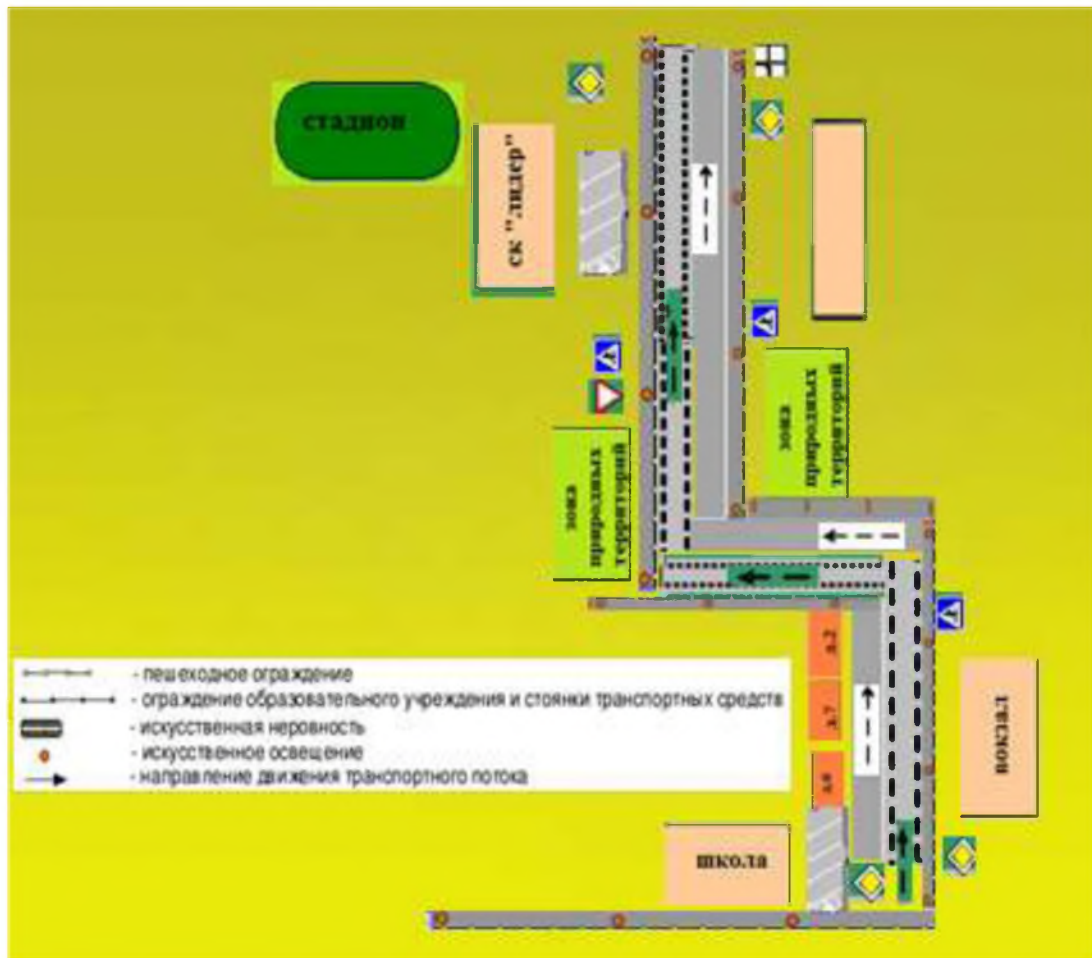 стадион
ск "лидер"
зона
природных
территорий
зона
природных
территорий
д.2
д.7
вокзал
школа
- пешеходное ограждение
- ограждение образовательного учреждения и стоянки транспортных средств
- искусственная неровность
- искусственное освещение
- направление движения транспортного потока